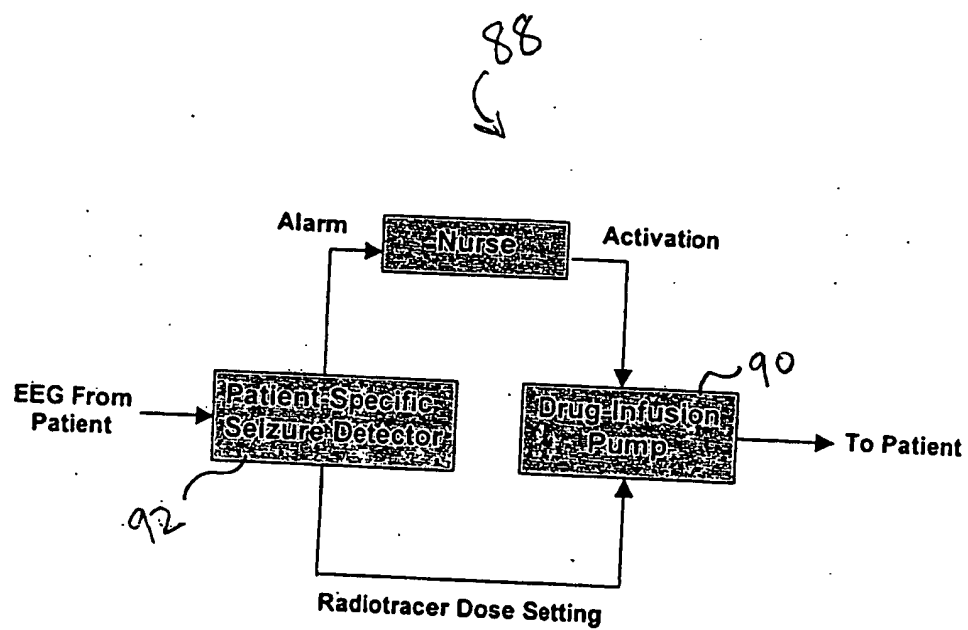 88
Alarm
Nurse
Activation
90
EEG From
Patient
Patient-Specific
Seizure Detector
Drug-Infusion
Pump
To Patient
92
Radiotracer Dose Setting